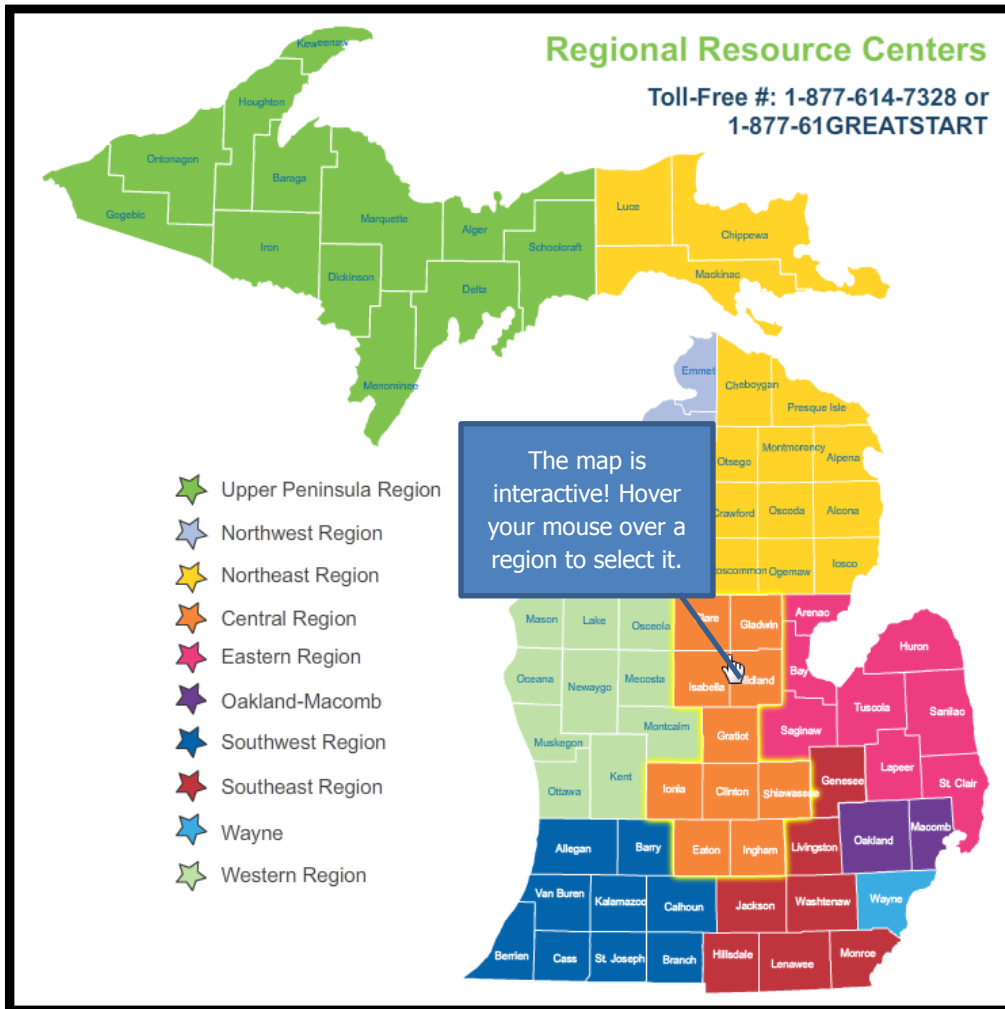 Regional Resource Centers
Toll-Free #: 1-877-614-7328 or
1-877-61GREATSTART
Keweenaw
Houghton
Ontonagon
Baraga
Gogebic
Marquette
Iron
Alger
Schoolcraft
Luce
Chippewa
Mackinac
Dickinson
Delta
Menominee
Emmet
Cheboygan
Presque Isle
The map is
interactive! Hover
your mouse over a
region to select it.
Otsego
Montmorency
Alpena
Crawford
Oscoda
Alcona
Ogemaw
Iosco
Upper Peninsula Region
Northwest Region
Northeast Region
Central Region
Eastern Region
Oakland-Macomb
Southwest Region
Southeast Region
Wayne
Western Region
Mason
Lake
Osceola
Clare
Gladwin
Arenac
Huron
Oceana
Newaygo
Mecosta
Isabella
Midland
Bay
Tuscola
Sanilac
Montcalm
Gratiot
Saginaw
Muskegon
Kent
Ottawa
Ionia
Clinton
Shiawassee
Genesee
Lapeer
St. Clair
Allegan
Barry
Eaton
Ingham
Livingston
Oakland
Macomb
Van Buren
Kalamazoo
Calhoun
Jackson
Washtenaw
Wayne
Berrien
Cass
St. Joseph
Branch
Hillsdale
Lenawee
Monroe